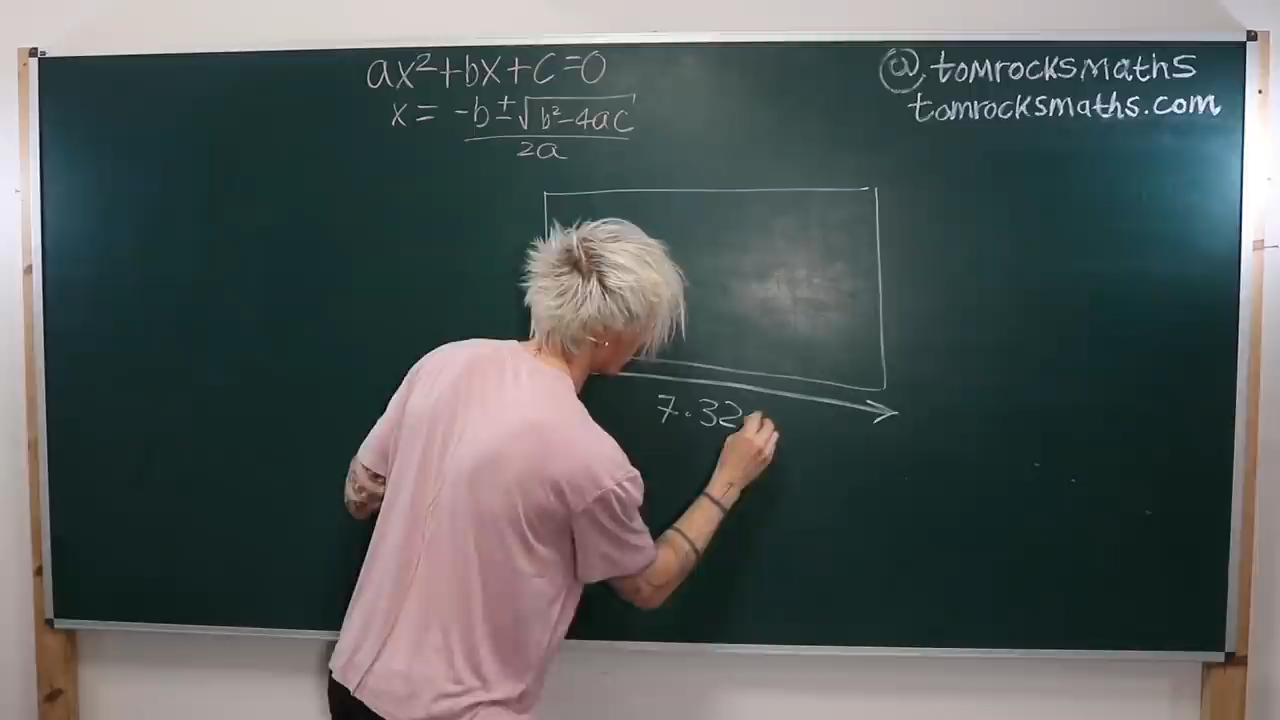 ax²+bx+c=0
x = -b±√b²-4ac
2a
@tomrocksmaths
tomrocksmaths.com
7.32